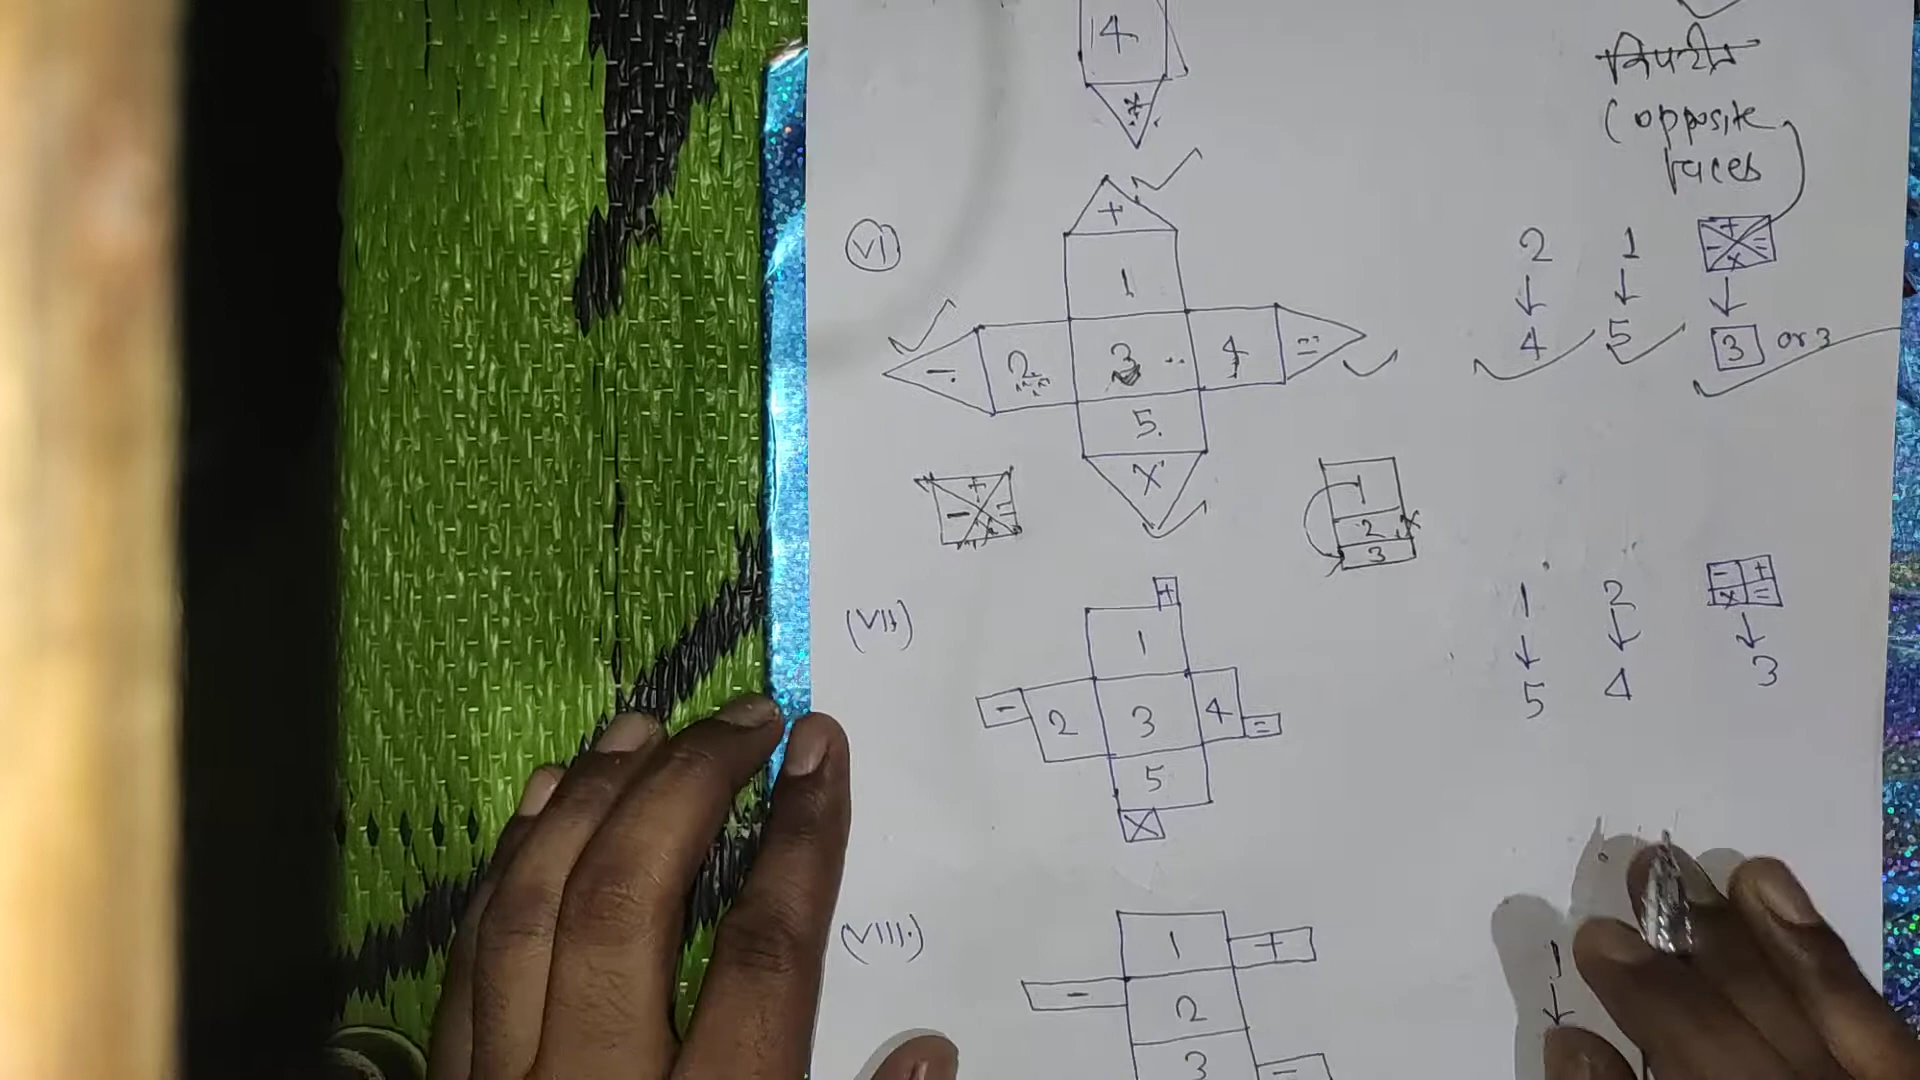 14
विपरीत
(opposite
faces
+
(VI)
1
2 1 + - × =
- 2 3 4 =
4 5 3 or 3
5
×
+ - =
1
2
3
(VII)
+
1
- 2 3 4 =
5
×
1 2 - + × =
5 4 3
(VIII.)
1 +
- 2
3 -
1